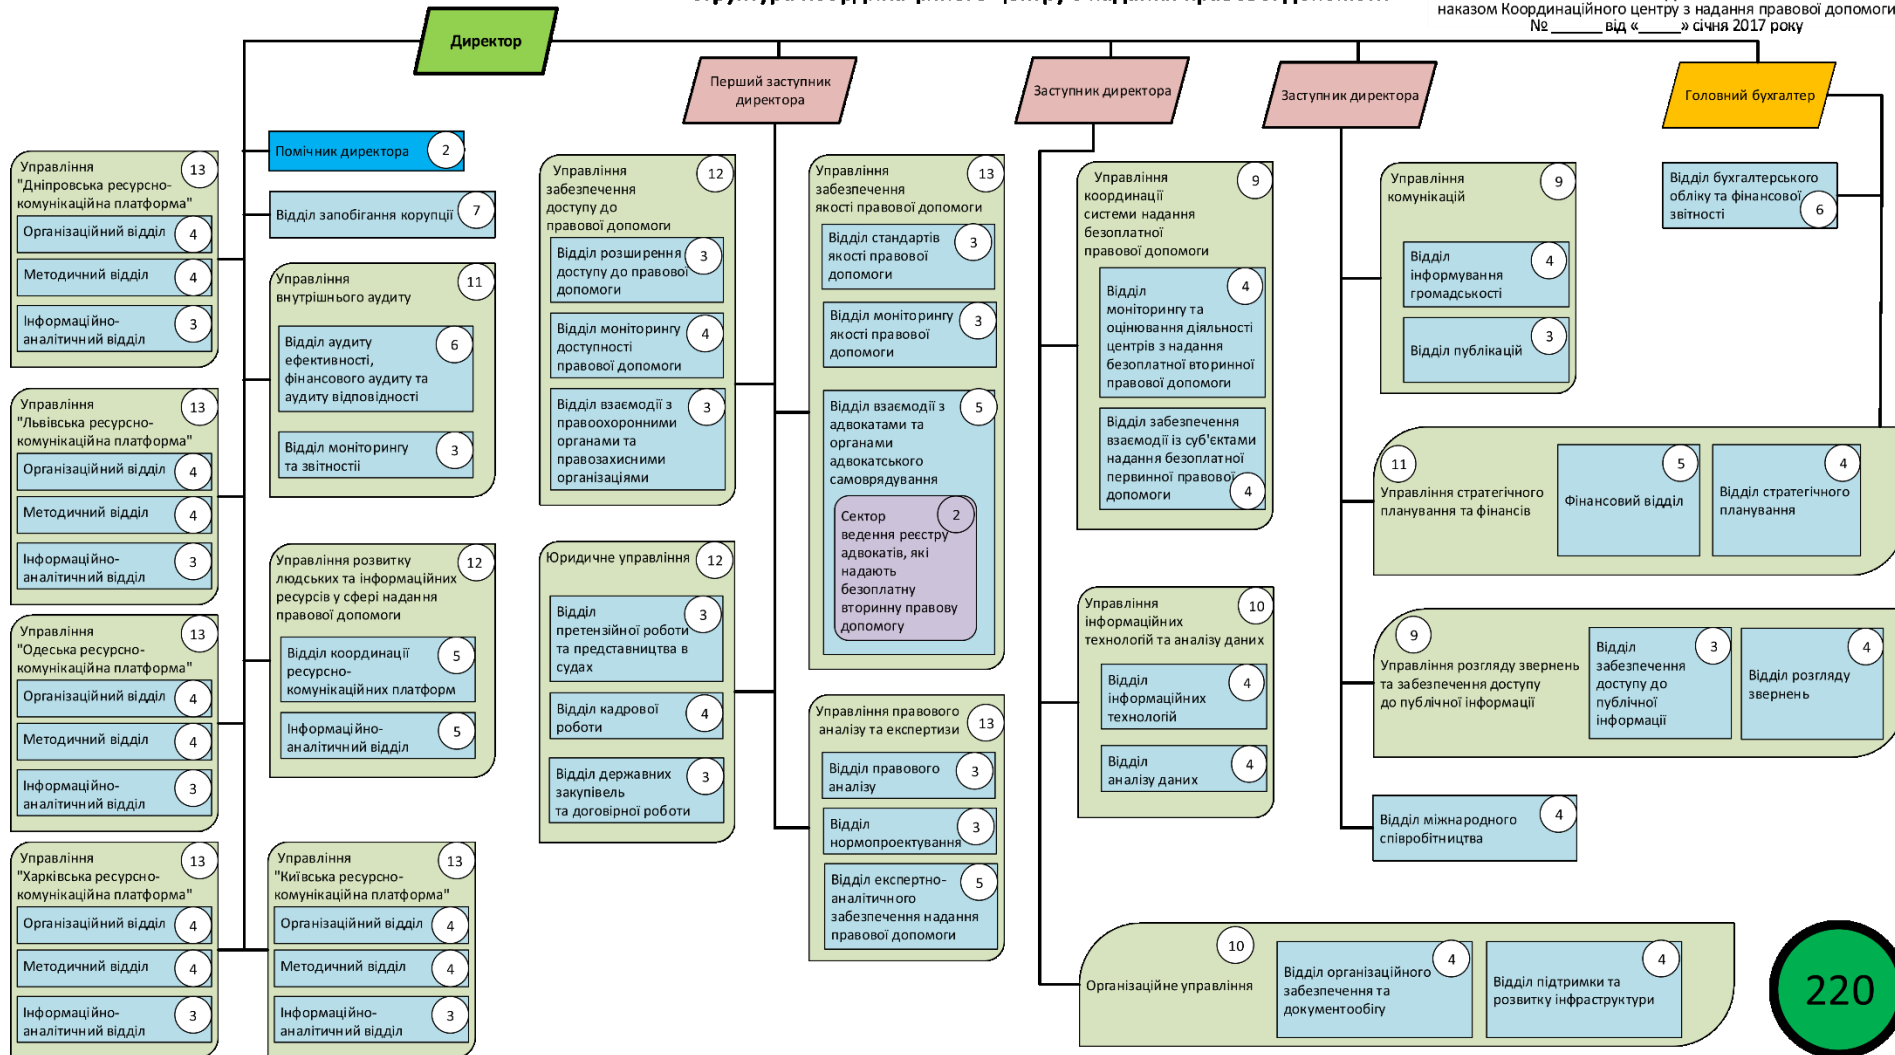 наказом Координаційного центру з надання правової допомоги
№ ______ від «_____» січня 2017 року
Директор
Перший заступник
директора
Заступник директора
Заступник директора
Головний бухгалтер
Помічник директора 2
Відділ запобігання корупції 7
Управління
внутрішнього аудиту
11
Відділ аудиту
ефективності,
фінансового аудиту та
аудиту відповідності
6
Відділ моніторингу
та звітностіі
3
Управління розвитку
людських та інформаційних
ресурсів у сфері надання
правової допомоги
12
Відділ координації
ресурсно-
комунікаційних платформ
5
Інформаційно-
аналітичний відділ
5
Управління
"Дніпровська ресурсно-
комунікаційна платформа"
13
Організаційний відділ 4
Методичний відділ 4
Інформаційно-
аналітичний відділ
3
Управління
"Львівська ресурсно-
комунікаційна платформа"
13
Організаційний відділ 4
Методичний відділ 4
Інформаційно-
аналітичний відділ
3
Управління
"Одеська ресурсно-
комунікаційна платформа"
13
Організаційний відділ 4
Методичний відділ 4
Інформаційно-
аналітичний відділ
3
Управління
"Харківська ресурсно-
комунікаційна платформа"
13
Організаційний відділ 4
Методичний відділ 4
Інформаційно-
аналітичний відділ
3
Управління
"Київська ресурсно-
комунікаційна платформа"
13
Організаційний відділ 4
Методичний відділ 4
Інформаційно-
аналітичний відділ
3
Управління
забезпечення
доступу до
правової допомоги
12
Відділ розширення
доступу до правової
допомоги
3
Відділ моніторингу
доступності
правової допомоги
4
Відділ взаємодії з
правоохоронними
органами та
правозахисними
організаціями
3
Юридичне управління 12
Відділ
претензійної роботи
та представництва в
судах
3
Відділ кадрової
роботи
4
Відділ державних
закупівель
та договірної роботи
3
Управління
забезпечення
якості правової допомоги
13
Відділ стандартів
якості правової
допомоги
3
Відділ моніторингу
якості правової
допомоги
3
Відділ взаємодії з
адвокатами та
органами
адвокатського
самоврядування
5
Сектор
ведення реєстру
адвокатів, які
надають
безоплатну
вторинну правову
допомогу
2
Управління правового
аналізу та експертизи
13
Відділ правового
аналізу
3
Відділ
нормопроектування
3
Відділ експертно-
аналітичного
забезпечення надання
правової допомоги
5
Управління
координації
системи надання
безоплатної
правової допомоги
9
Відділ
моніторингу та
оцінювання діяльності
центрів з надання
безоплатної вторинної
правової допомоги
4
Відділ забезпечення
взаємодії із суб'єктами
надання безоплатної
первинної правової
допомоги
4
Управління
інформаційних
технологій та аналізу даних
10
Відділ
інформаційних
технологій
4
Відділ
аналізу даних
4
Організаційне управління
10
Відділ організаційного
забезпечення та
документообігу
4
Відділ підтримки та
розвитку інфраструктури
4
Управління
комунікацій
9
Відділ
інформування
громадськості
4
Відділ публікацій
3
11
Управління стратегічного
планування та фінансів
Фінансовий відділ
5
Відділ стратегічного
планування
4
9
Управління розгляду звернень
та забезпечення доступу
до публічної інформації
Відділ
забезпечення
доступу до
публічної
інформації
3
Відділ розгляду
звернень
4
Відділ міжнародного
співробітництва
4
Відділ бухгалтерського
обліку та фінансової
звітності
6
220